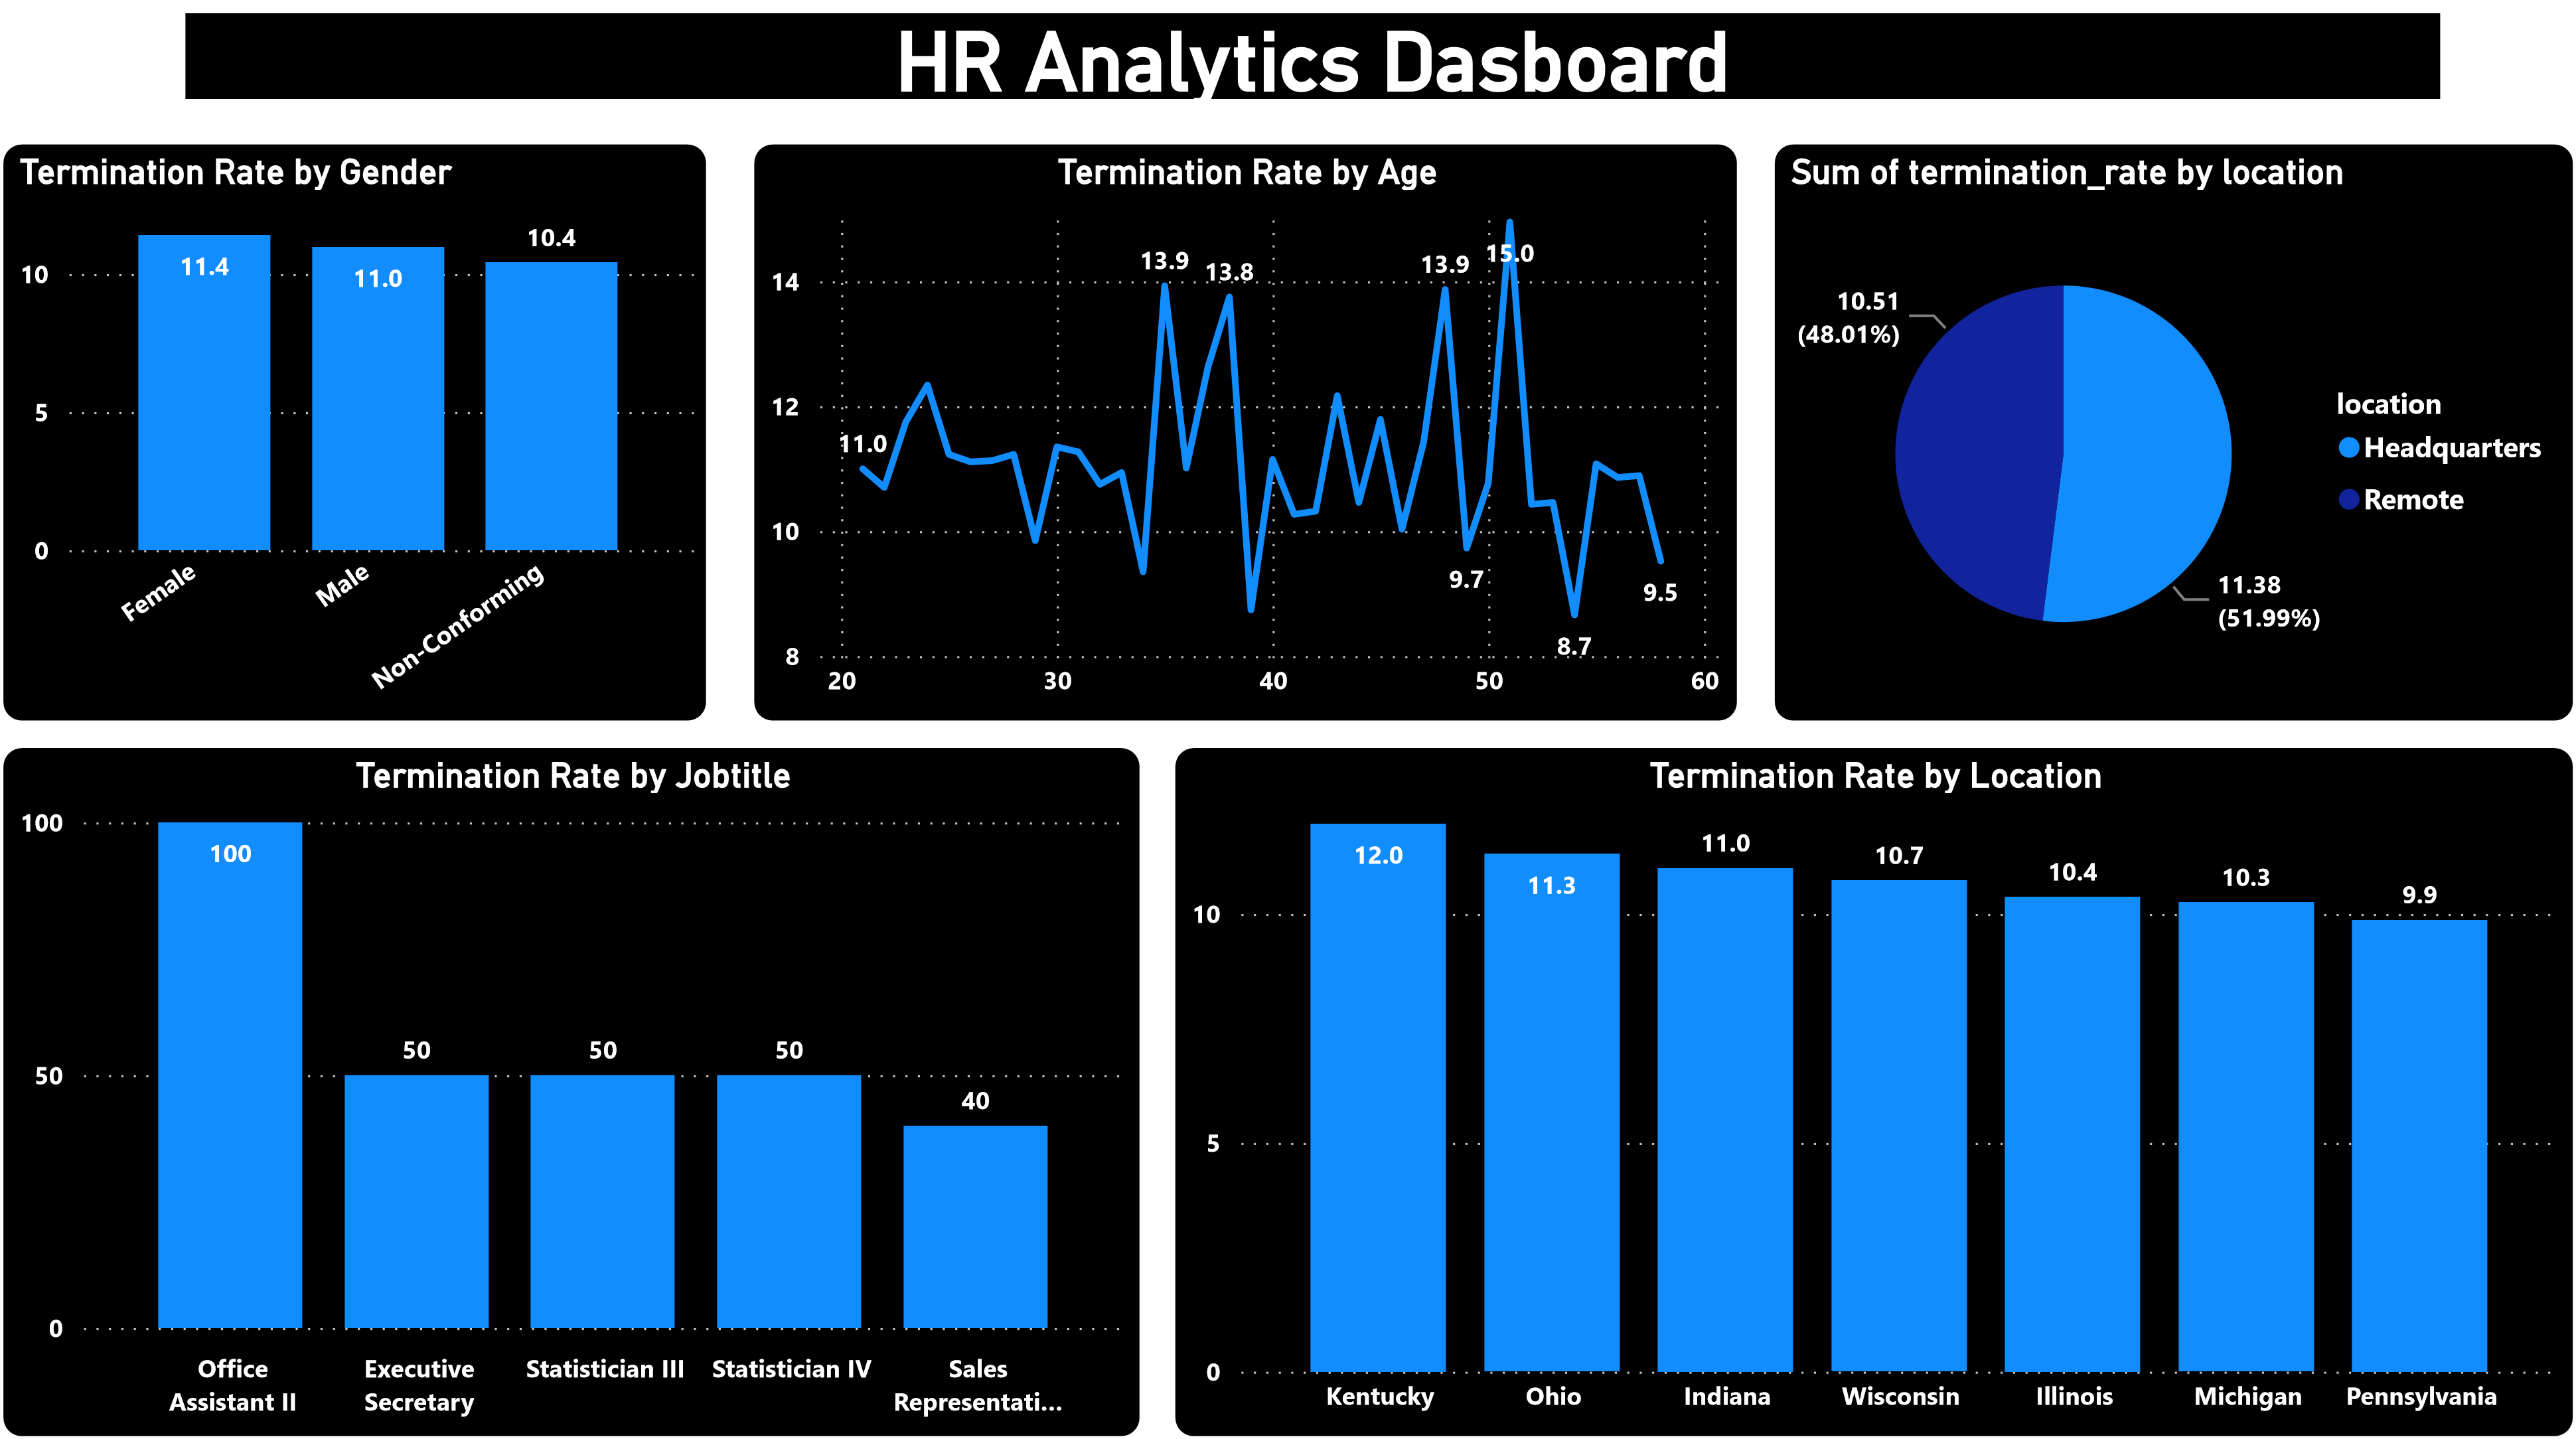 HR Analytics Dasboard
Termination Rate by Gender
10
5
0
11.4
11.0
10.4
Female
Male
Non-Conforming
Termination Rate by Age
14
12
10
8
11.0
13.9
13.8
13.9
15.0
9.7
8.7
9.5
20
30
40
50
60
Sum of termination_rate by location
10.51
(48.01%)
11.38
(51.99%)
location
Headquarters
Remote
Termination Rate by Jobtitle
100
50
0
100
50
50
50
40
Office
Assistant II
Executive
Secretary
Statistician III
Statistician IV
Sales
Representati...
Termination Rate by Location
10
5
0
12.0
11.3
11.0
10.7
10.4
10.3
9.9
Kentucky
Ohio
Indiana
Wisconsin
Illinois
Michigan
Pennsylvania